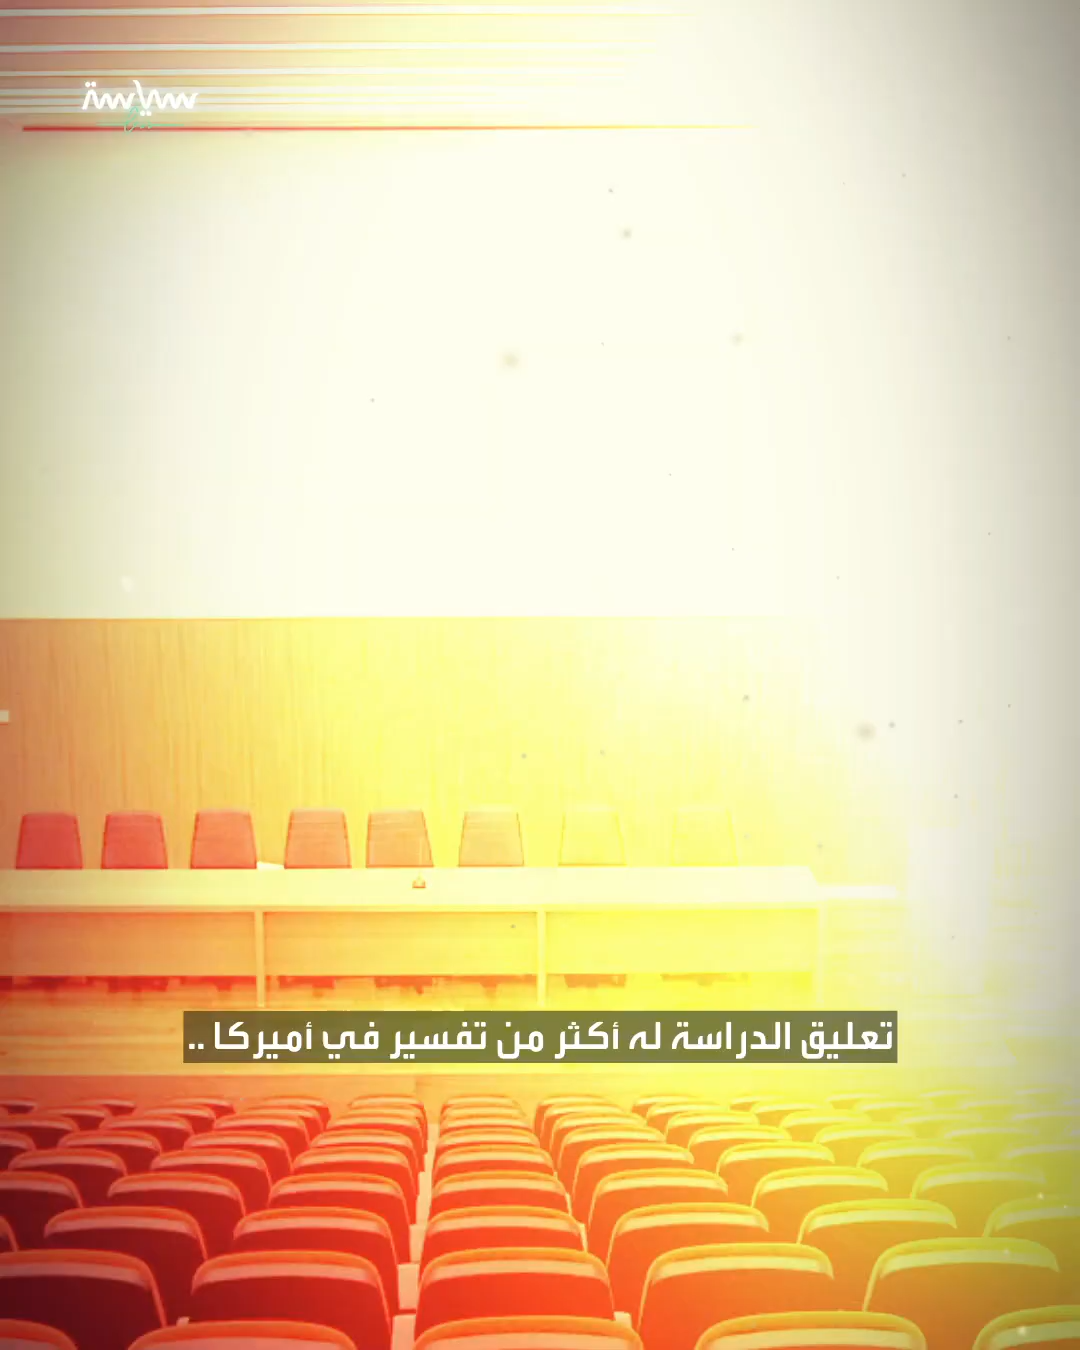 سياسة
تعليق الدراسة له أكثر من تفسير في أميركا ..